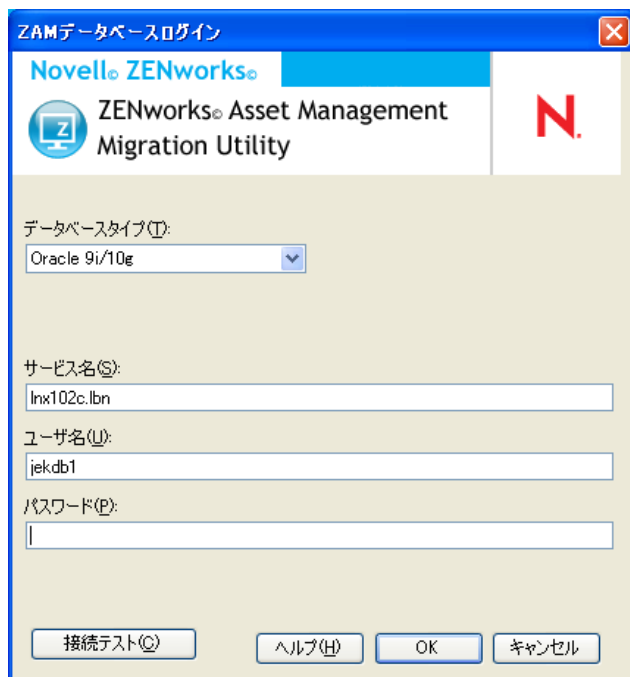 ZAMデータベースログイン
Novell© ZENworks©
Z
ZENworks© Asset Management
Migration Utility
N.
データベースタイプ(T):
Oracle 9i/10g
サービス名(S):
lnx102c.lbn
ユーザ名(U):
jekdb1
パスワード(P):
接続テスト(C)
ヘルプ(H)
OK
キャンセル